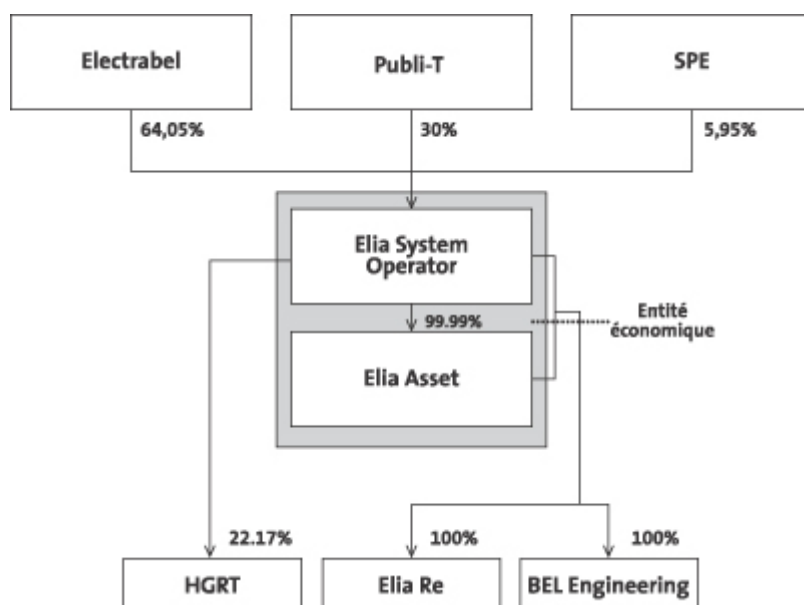 Electrabel
Publi-T
SPE
64,05%
30%
5,95%
Elia System
Operator
99.99%
Entité
économique
Elia Asset
22.17%
100%
100%
HGRT
Elia Re
BEL Engineering